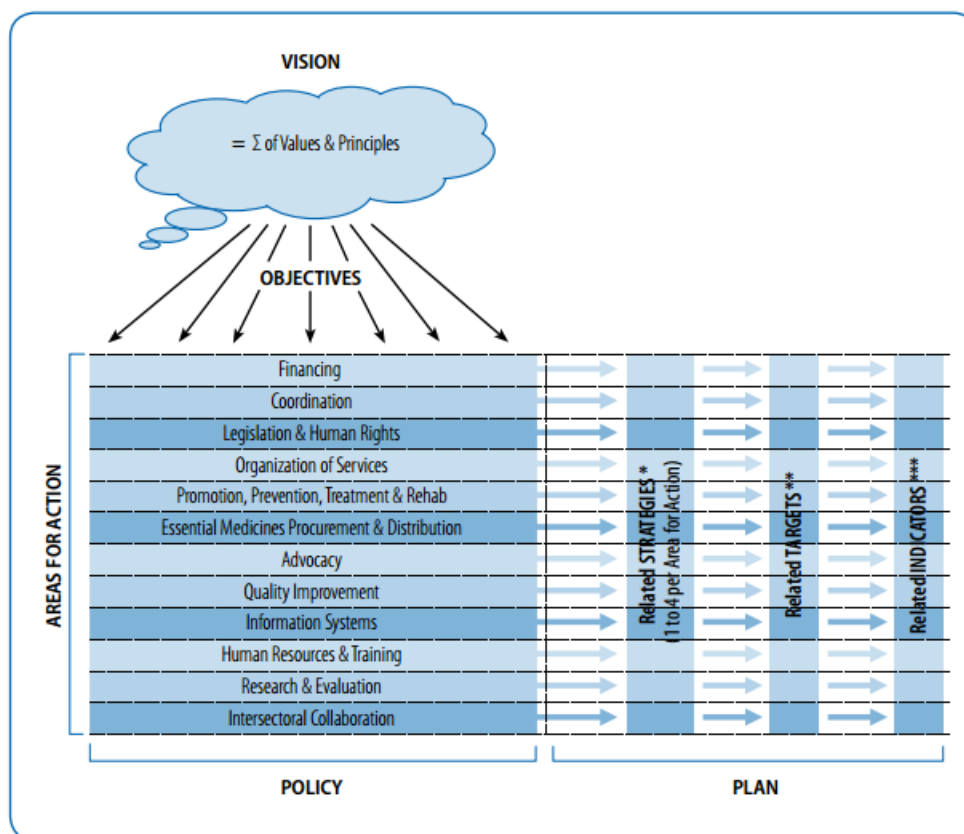 VISION
= Σ of Values & Principles
OBJECTIVES
AREAS FOR ACTION
Financing
Coordination
Legislation & Human Rights
Organization of Services
Promotion, Prevention, Treatment & Rehab
Essential Medicines Procurement & Distribution
Advocacy
Quality Improvement
Information Systems
Human Resources & Training
Research & Evaluation
Intersectoral Collaboration
Related STRATEGIES *
(1 to 4 per Area for Action)
Related TARGETS **
Related INDICATORS ***
POLICY
PLAN